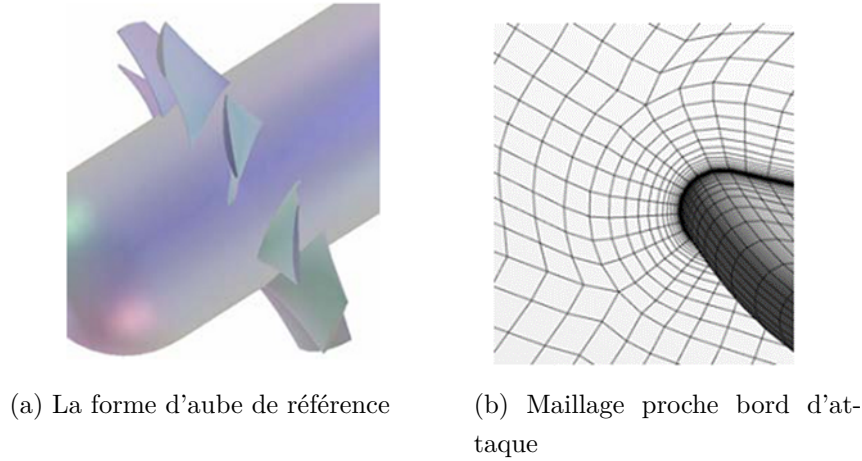 (a) La forme d'aube de référence
(b) Maillage proche bord d'at-
taque